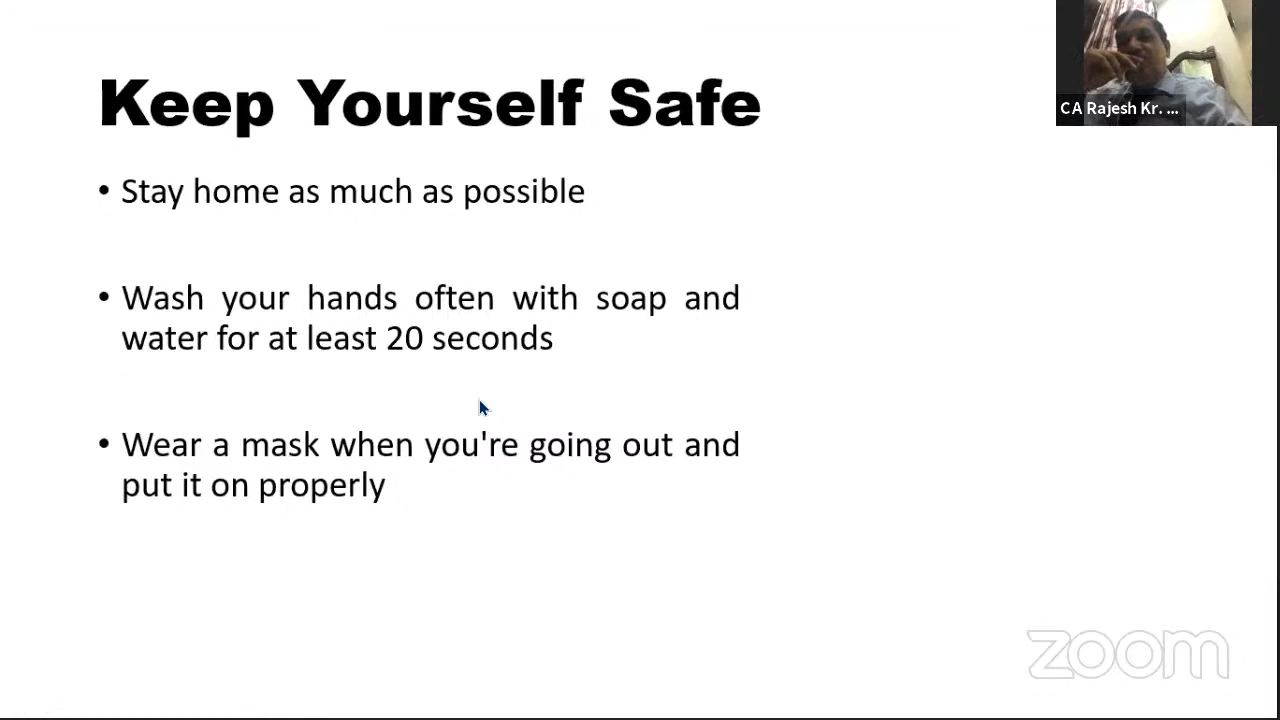 Keep Yourself Safe
CA Rajesh Kr. ...
• Stay home as much as possible
• Wash your hands often with soap and
water for at least 20 seconds
• Wear a mask when you're going out and
put it on properly
zoom